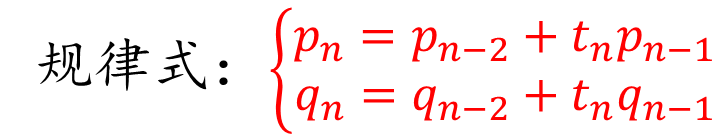 规律式：{pₙ = pₙ₋₂ + tₙpₙ₋₁
qₙ = qₙ₋₂ + tₙqₙ₋₁